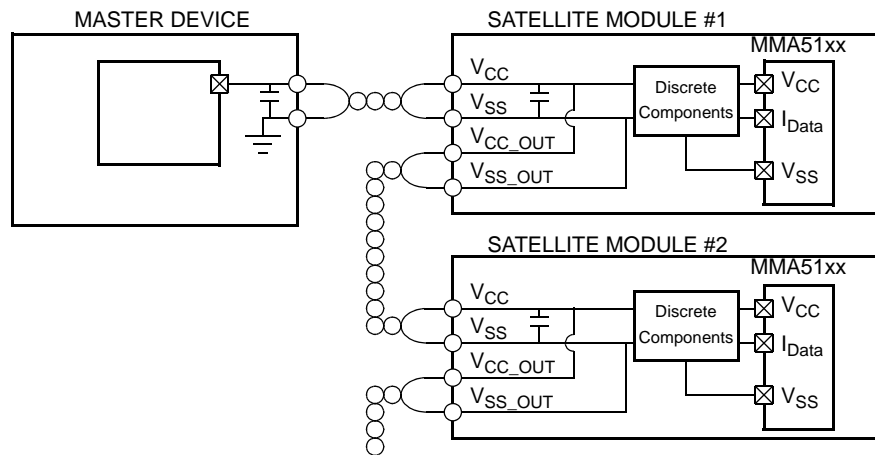 MASTER DEVICE
SATELLITE MODULE #1
MMA51xx
VCC
VSS
VCC_OUT
VSS_OUT
Discrete
Components
VCC
IData
VSS
SATELLITE MODULE #2
MMA51xx
VCC
VSS
VCC_OUT
VSS_OUT
Discrete
Components
VCC
IData
VSS